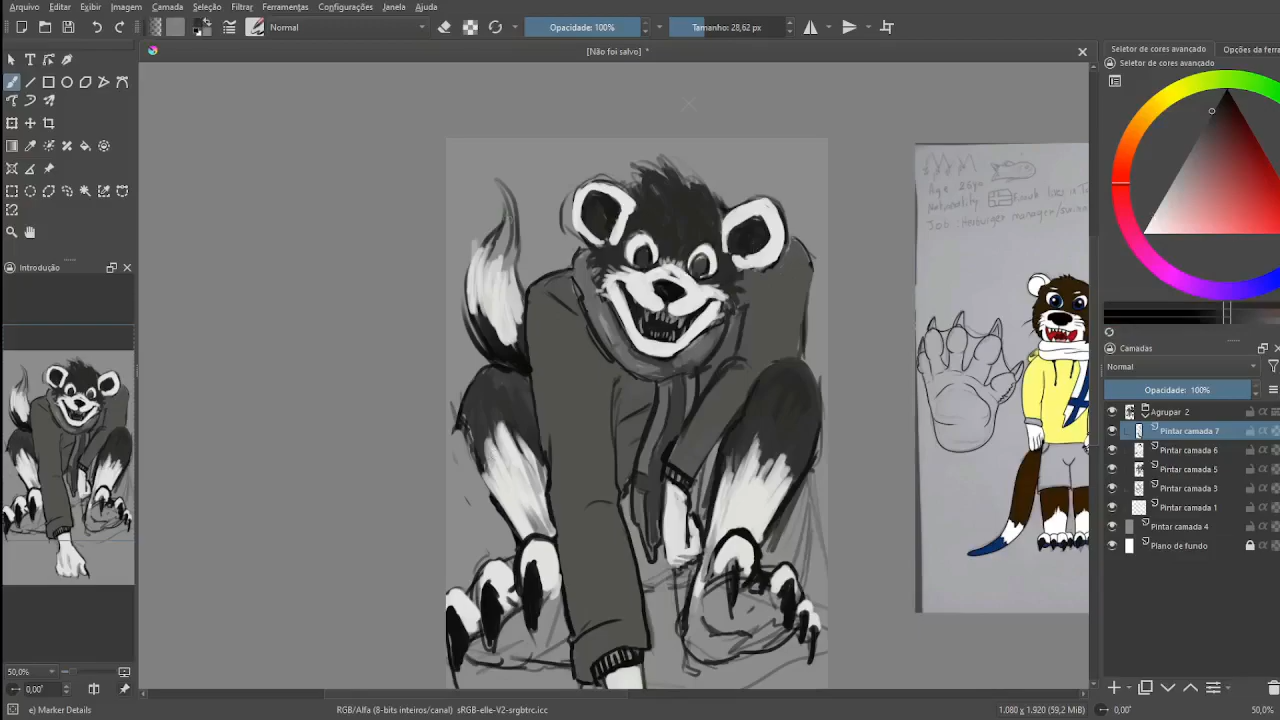 Arquivo Editar Exibir Imagem Camada Seleção Filtrar Ferramentas Configurações Janela Ajuda
Normal
Opacidade: 100%
Tamanho: 28,62 px
[Não foi salvo] *
Seletor de cores avançado
Opções da ferra
Seletor de cores avançado
Introdução
Age 26yo
Nationality
Job :
Camadas
Normal
Opacidade: 100%
Agrupar 2
Pintar camada 7
Pintar camada 6
Pintar camada 5
Pintar camada 3
Pintar camada 1
Pintar camada 4
Plano de fundo
50,0%
0,00°
e) Marker Details
RGB/Alfa (8-bits inteiros/canal) sRGB-elle-V2-srgbtrc.icc
1.080 x 1.920 (59,2 MiB)
0,00°
50,0%